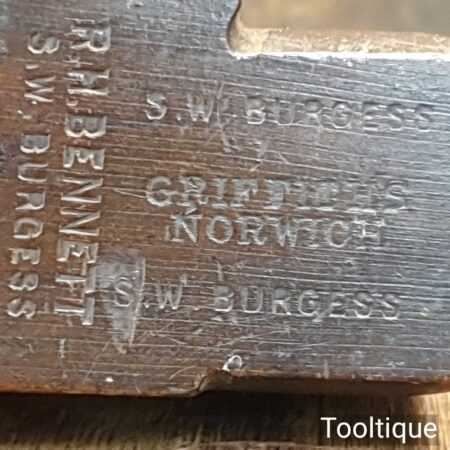 S.W. BURGESS
GRIFFITHS
NORWICH
S.W. BURGESS
R.H. BENNETT
S.W. BURGESS
Tooltique